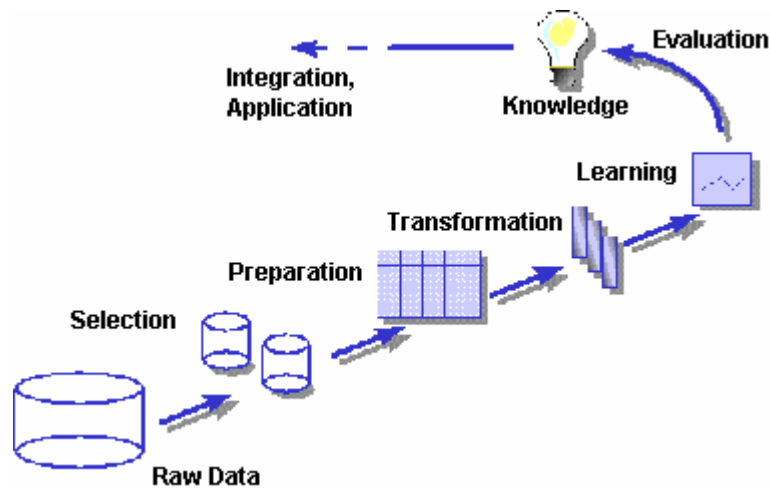 Evaluation
Integration,
Application
Knowledge
Learning
Transformation
Preparation
Selection
Raw Data